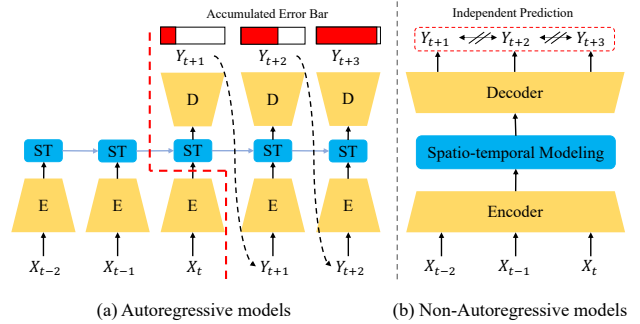 Accumulated Error Bar
Y_{t+1} Y_{t+2} Y_{t+3}
D D D
ST ST ST ST ST
E E E E E
X_{t−2} X_{t−1} X_t Y_{t+1} Y_{t+2}
(a) Autoregressive models
Independent Prediction
Y_{t+1} Y_{t+2} Y_{t+3}
Decoder
Spatio-temporal Modeling
Encoder
X_{t−2} X_{t−1} X_t
(b) Non-Autoregressive models